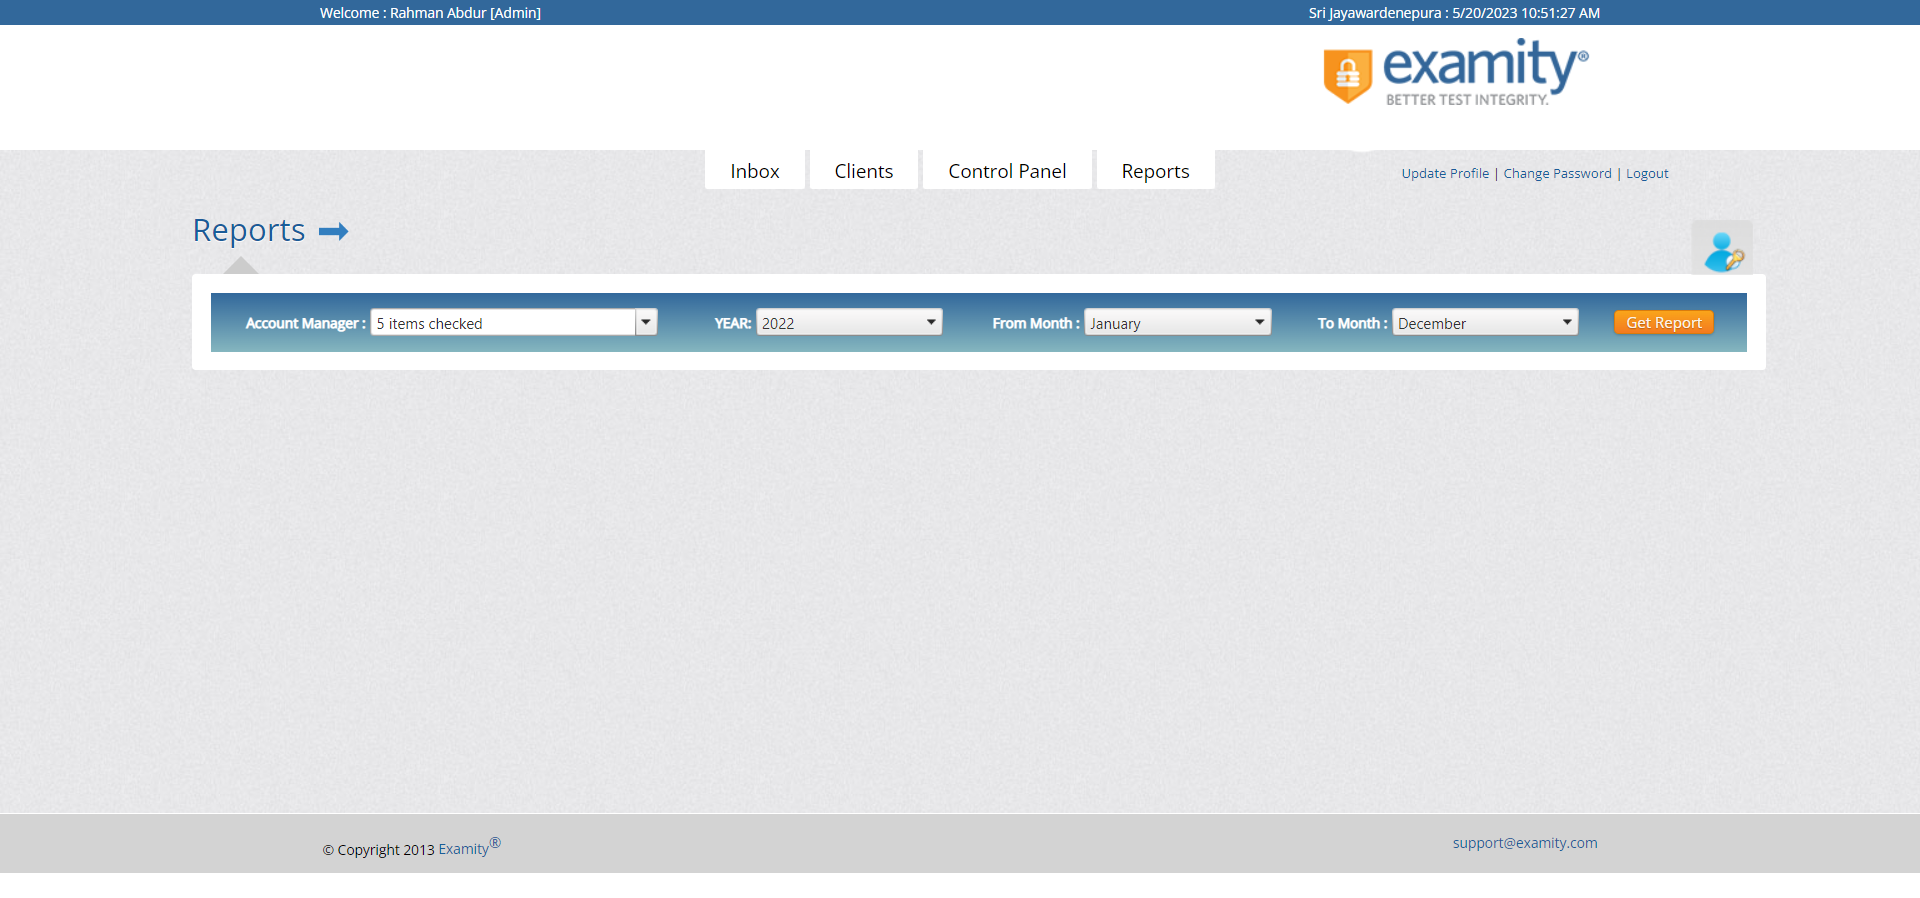 Welcome : Rahman Abdur [Admin]
Sri Jayawardenepura : 5/20/2023 10:51:27 AM
examity®
BETTER TEST INTEGRITY.
Inbox
Clients
Control Panel
Reports
Update Profile | Change Password | Logout
Reports
Account Manager : 5 items checked
YEAR: 2022
From Month : January
To Month : December
Get Report
© Copyright 2013 Examity®
support@examity.com